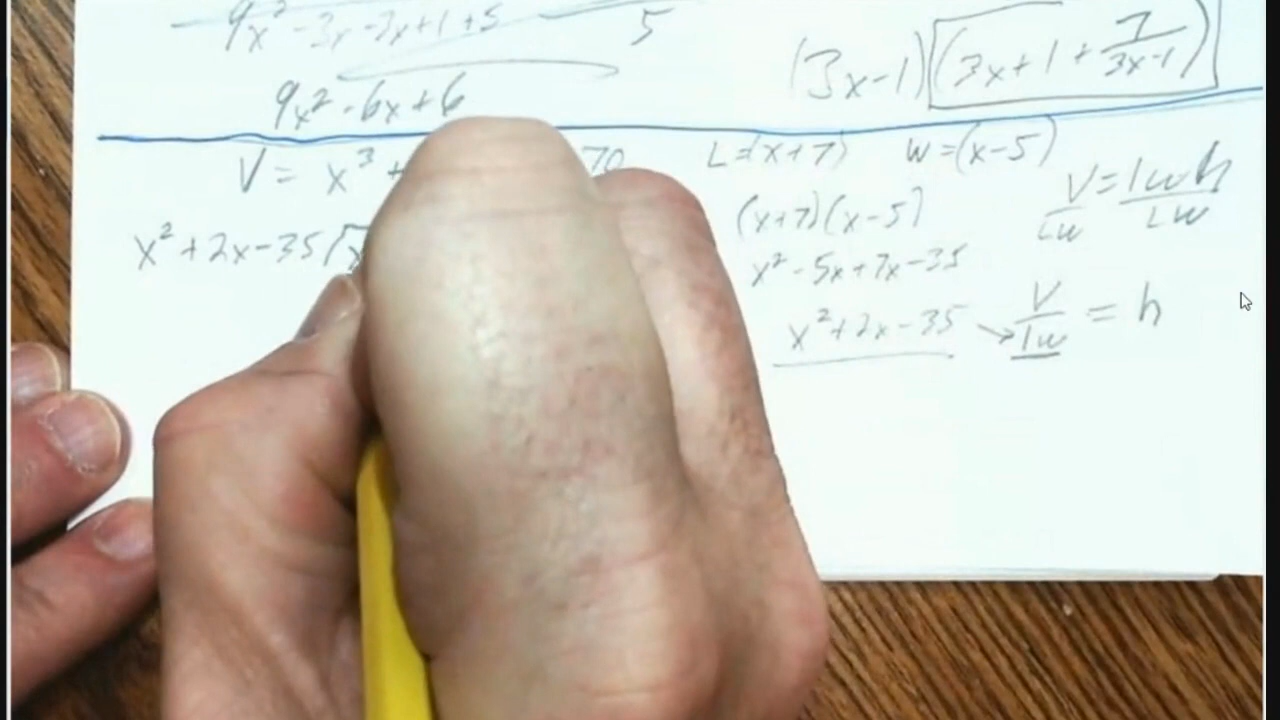 9x² -3x-3x+1+5
5
9x² -6x+6
(3x-1)(3x+1+7/(3x-1))
V = x³ +
70
L=(x+7) W=(x-5)
(x+7)(x-5)
x² -5x+7x-35
x²+2x-35
V/LW = lwh/LW
V/lw = h
x²+2x-35